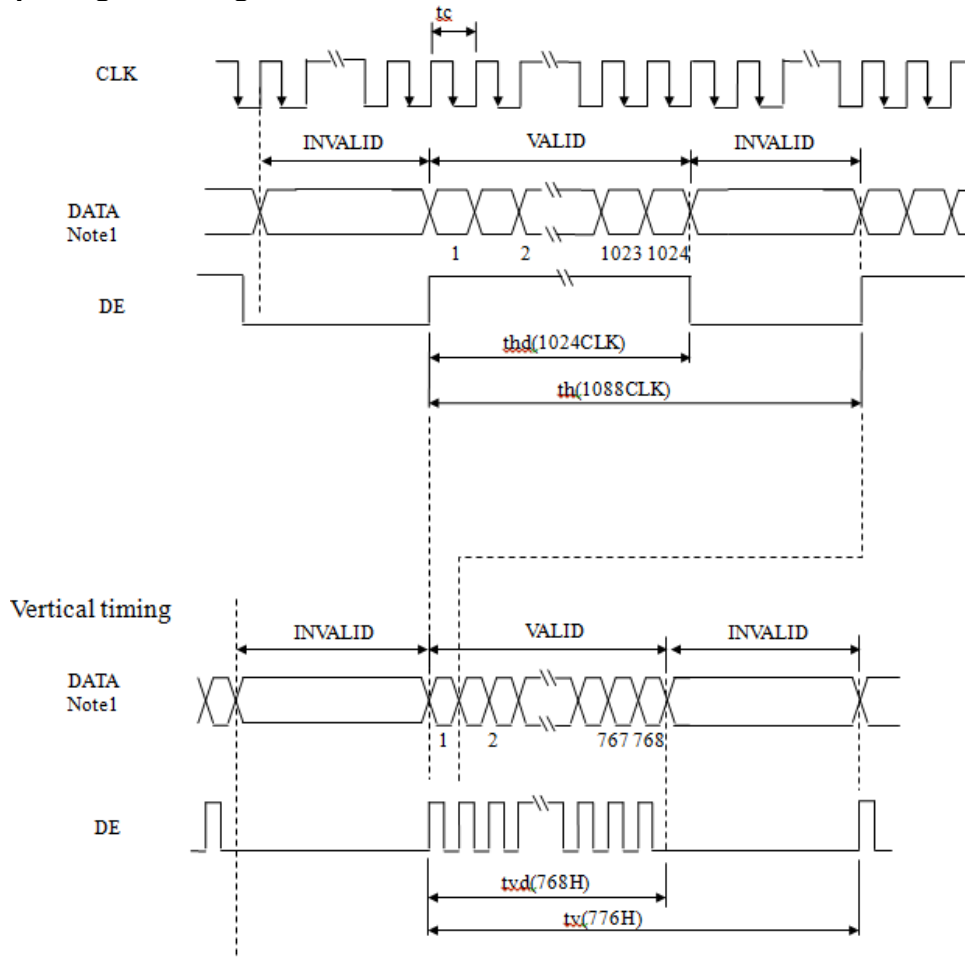 tc
CLK
INVALID VALID INVALID
DATA
Note1
1 2 1023 1024
DE
thd(1024CLK)
th(1088CLK)
Vertical timing
INVALID VALID INVALID
DATA
Note1
1 2 767 768
DE
tvd(768H)
tv(776H)